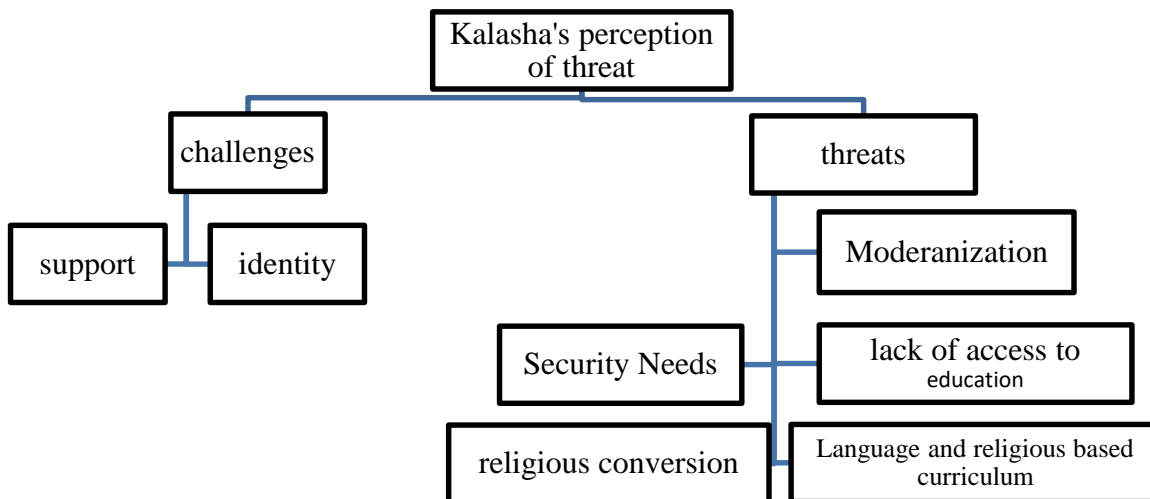 Kalasha's perception
of threat
challenges
threats
support
identity
Moderanization
Security Needs
lack of access to
education
religious conversion
Language and religious based
curriculum